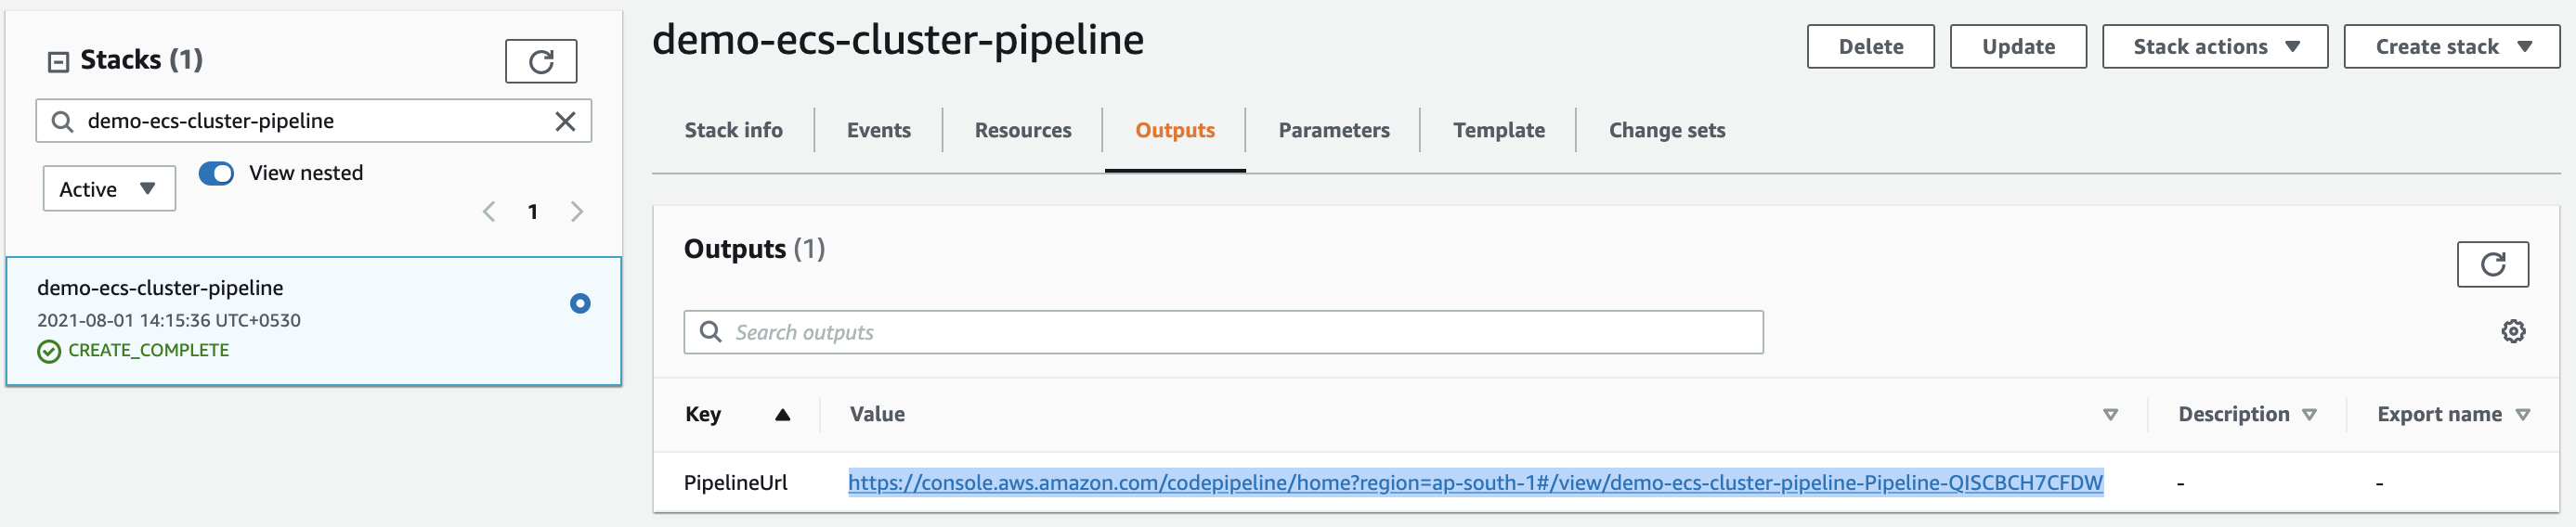 Stacks (1)
demo-ecs-cluster-pipeline
Active
View nested
1
demo-ecs-cluster-pipeline
2021-08-01 14:15:36 UTC+0530
CREATE_COMPLETE
demo-ecs-cluster-pipeline
Delete
Update
Stack actions
Create stack
Stack info
Events
Resources
Outputs
Parameters
Template
Change sets
Outputs (1)
Search outputs
Key
Value
Description
Export name
PipelineUrl
https://console.aws.amazon.com/codepipeline/home?region=ap-south-1#/view/demo-ecs-cluster-pipeline-Pipeline-QISCBCH7CFDW
-
-